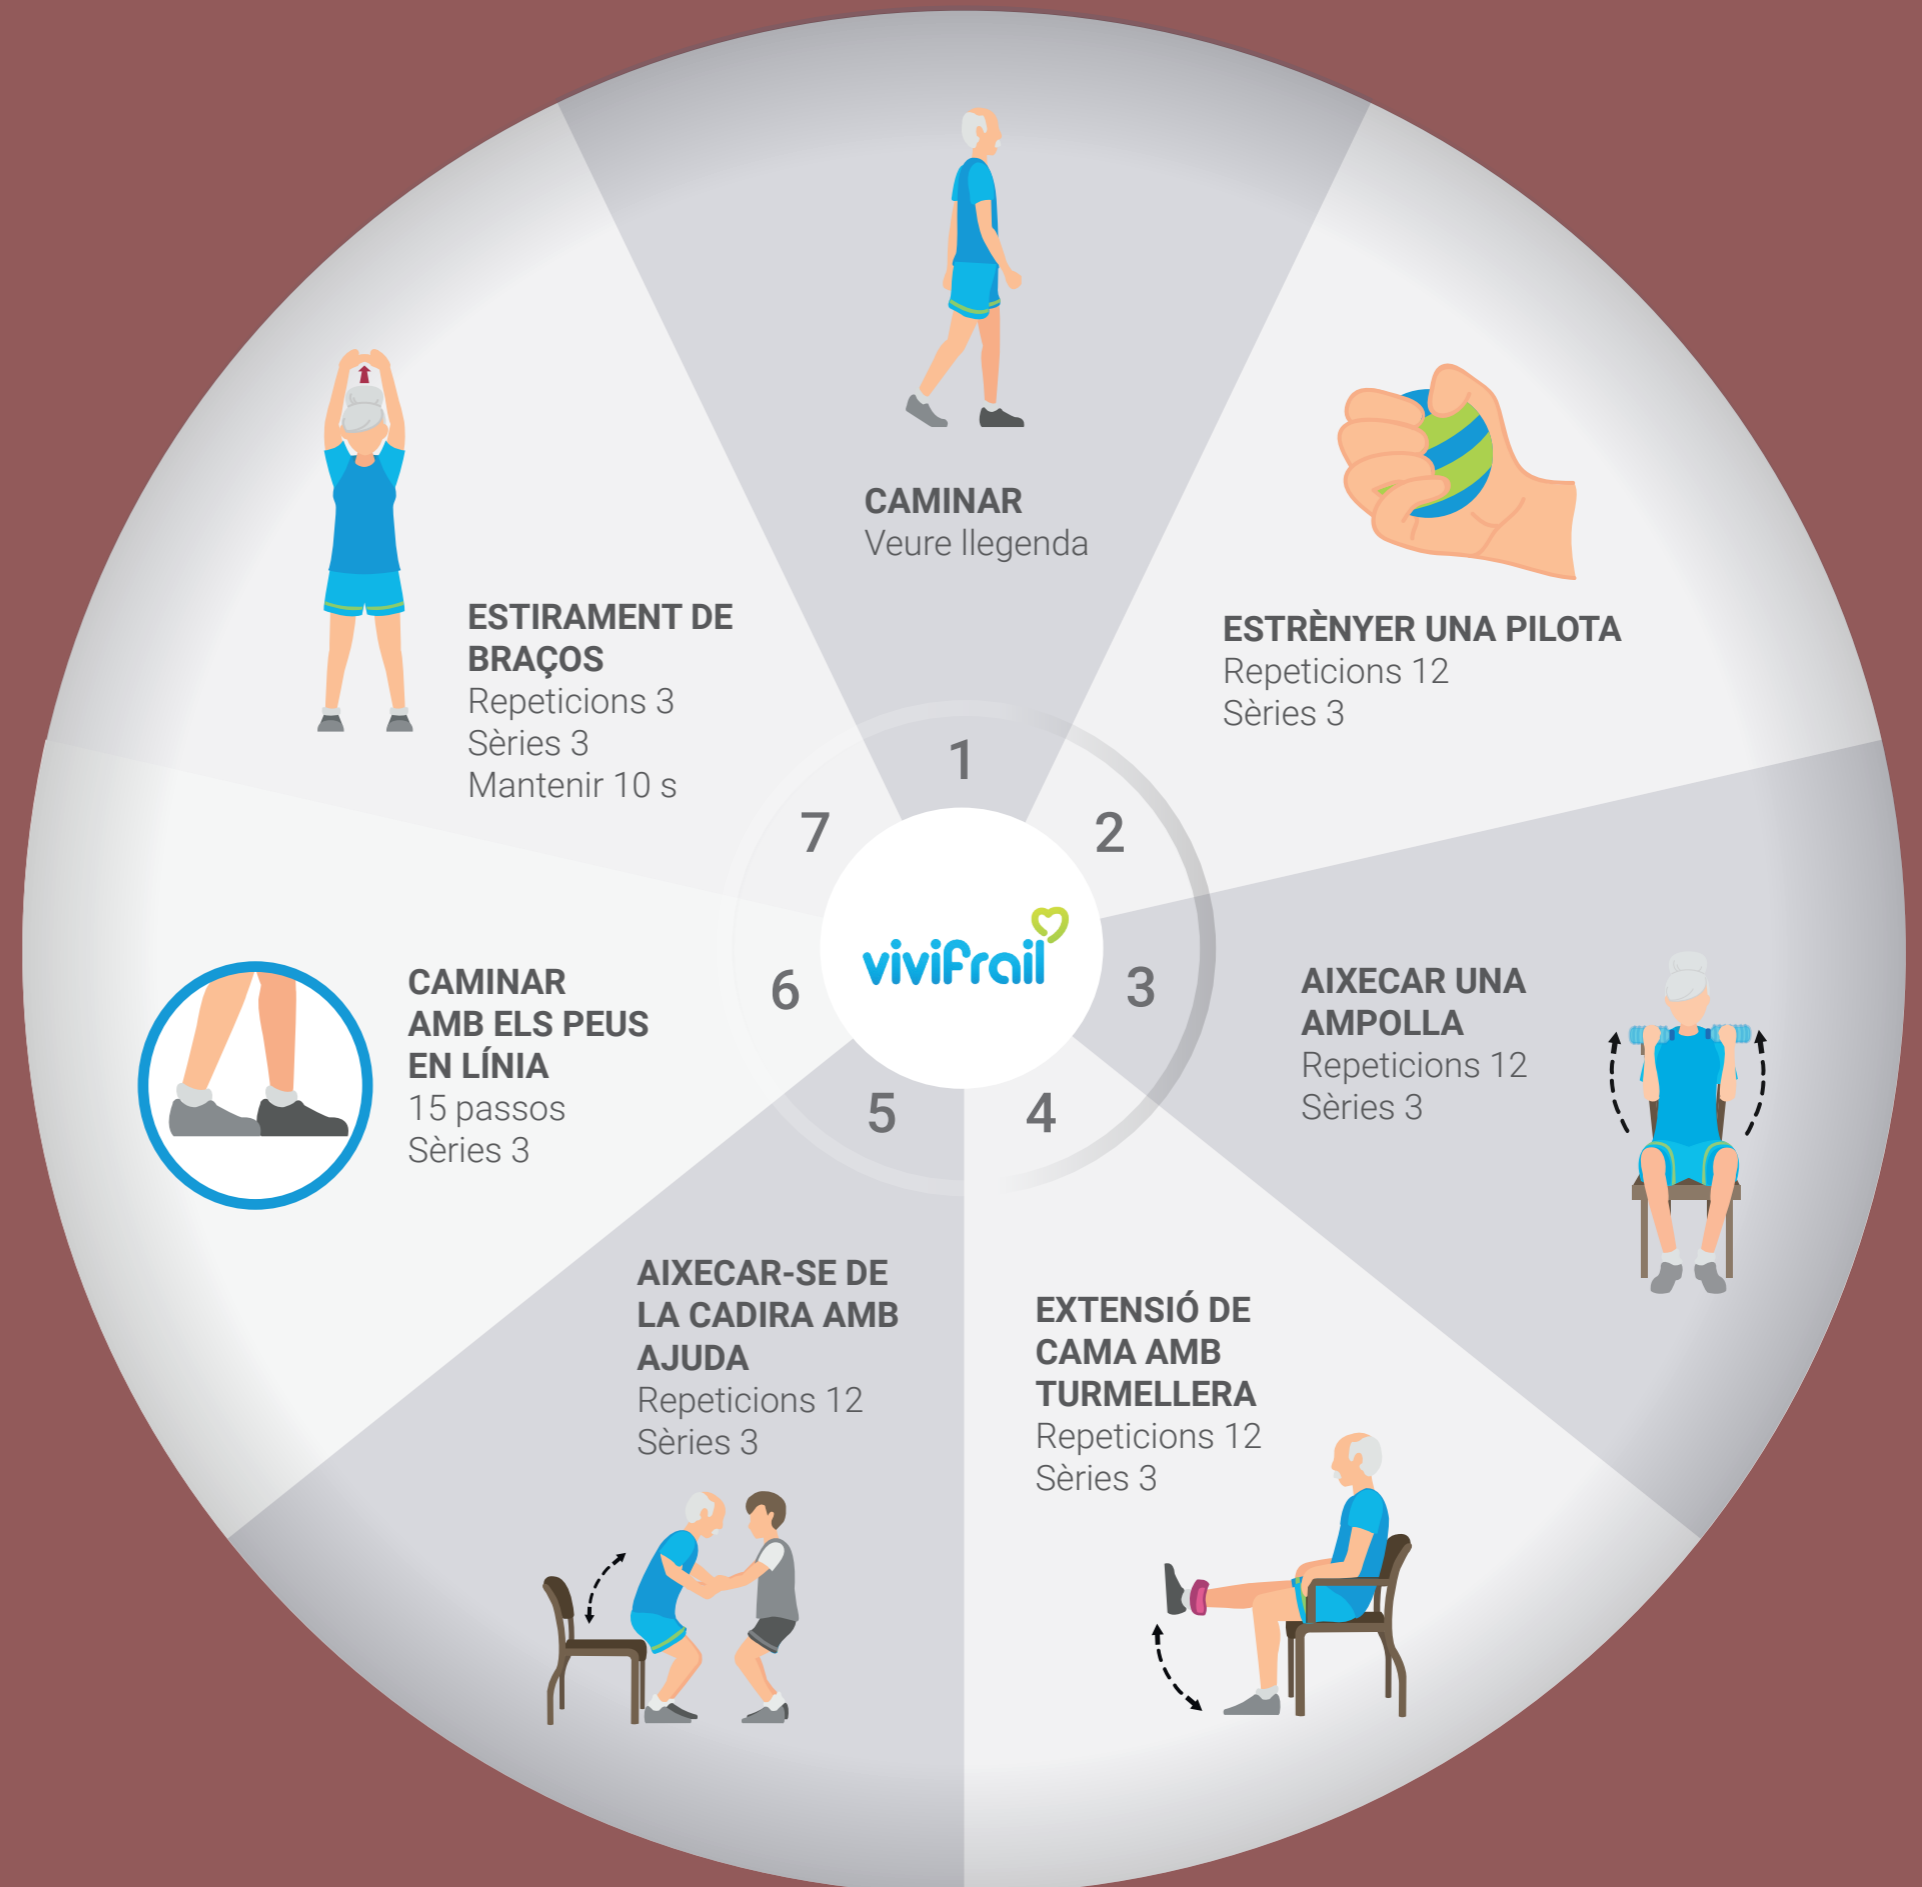 CAMINAR
Veure llegenda
1
ESTRÈNYER UNA PILOTA
Repeticions 12
Sèries 3
2
AIXECAR UNA
AMPOLLA
Repeticions 12
Sèries 3
3
EXTENSIÓ DE
CAMA AMB
TURMELLERA
Repeticions 12
Sèries 3
4
AIXECAR-SE DE
LA CADIRA AMB
AJUDA
Repeticions 12
Sèries 3
5
CAMINAR
AMB ELS PEUS
EN LÍNIA
15 passos
Sèries 3
6
ESTIRAMENT DE
BRAÇOS
Repeticions 3
Sèries 3
Mantenir 10 s
7
vivifrail